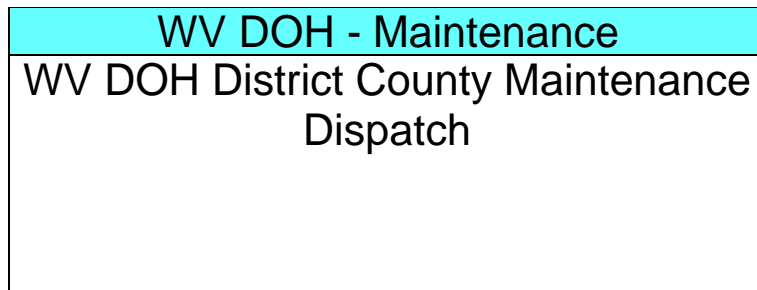 WV DOH - Maintenance
WV DOH District County Maintenance
Dispatch